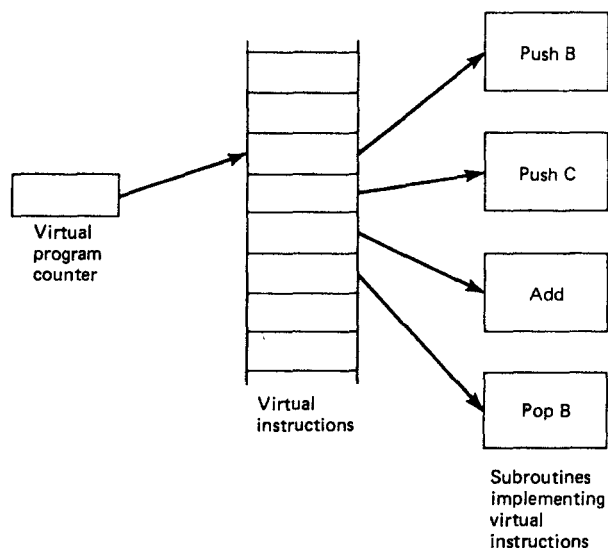 Push B
Push C
Add
Pop B
Virtual
program
counter
Virtual
instructions
Subroutines
implementing
virtual
instructions